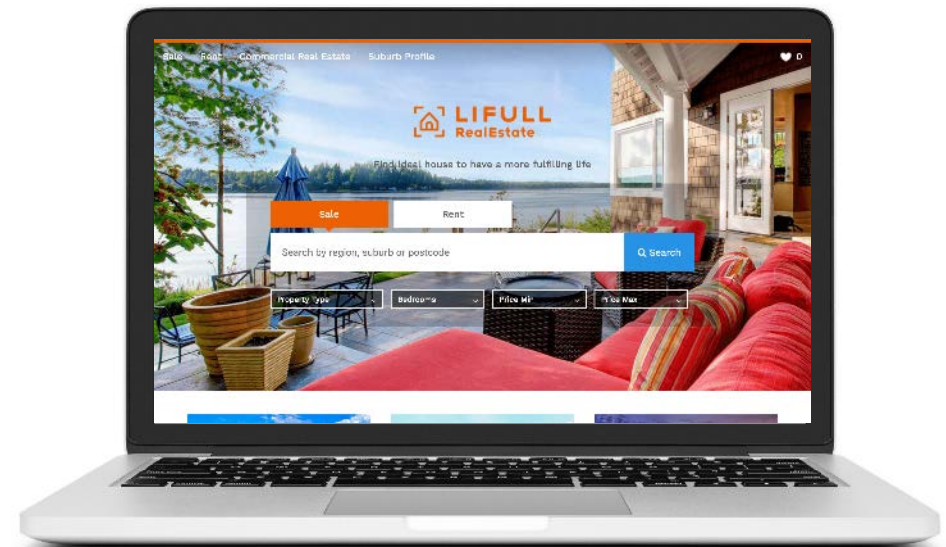 Sale Rent Commercial Real Estate Suburb Profile 0
LIFULL
RealEstate
Find ideal house to have a more fulfilling life
Sale Rent
Search by region, suburb or postcode Search
Property Type Bedrooms Price Min Price Max